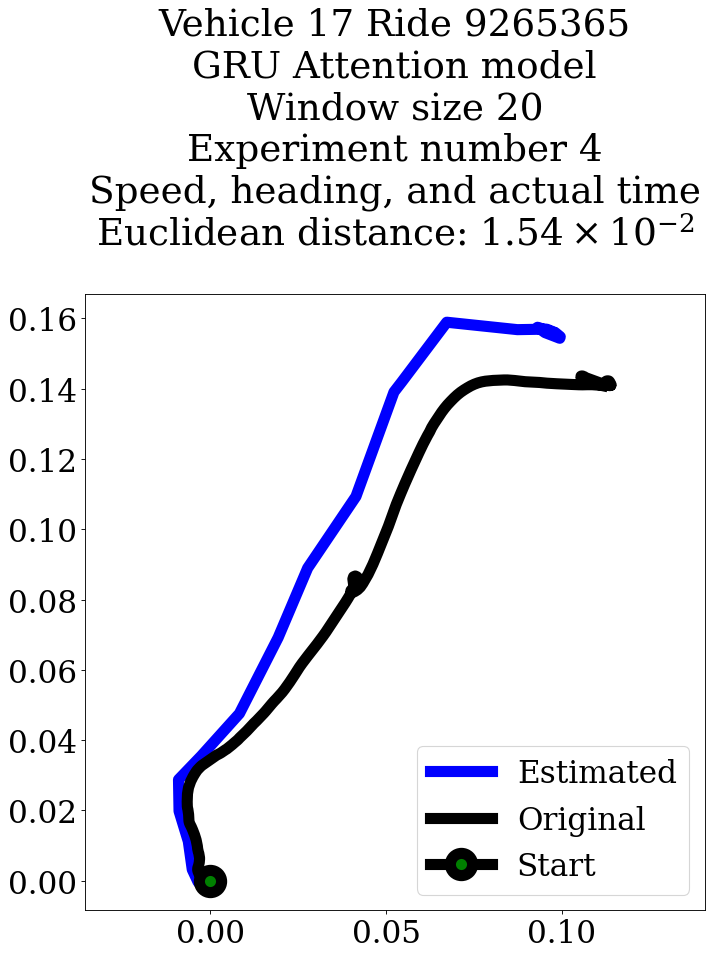 Vehicle 17 Ride 9265365
GRU Attention model
Window size 20
Experiment number 4
Speed, heading, and actual time
Euclidean distance: 1.54 × 10⁻²
0.16
0.14
0.12
0.10
0.08
0.06
0.04
0.02
0.00
Estimated
Original
Start
0.00 0.05 0.10